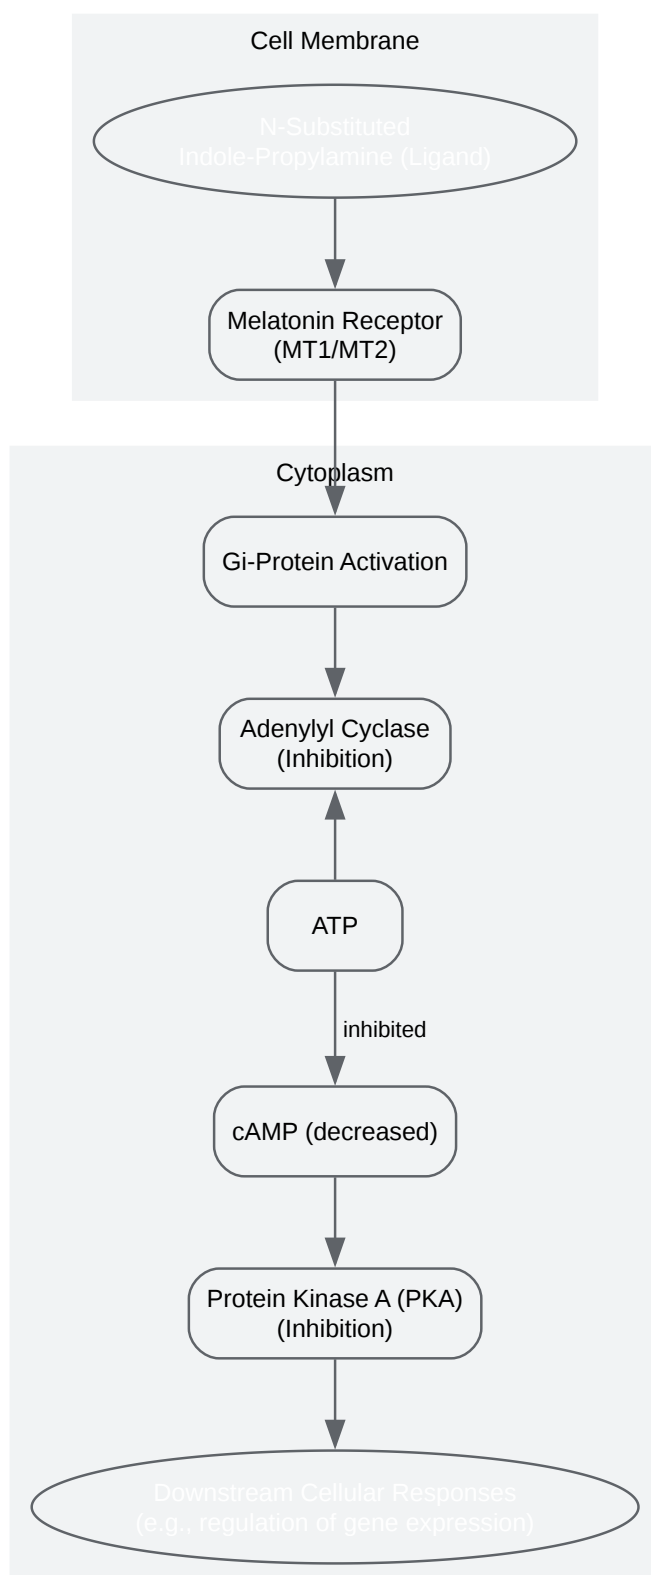 Cell Membrane
N-Substituted
Indole-Propylamine (Ligand)
Melatonin Receptor
(MT1/MT2)
Cytoplasm
Gi-Protein Activation
Adenylyl Cyclase
(Inhibition)
ATP
inhibited
cAMP (decreased)
Protein Kinase A (PKA)
(Inhibition)
Downstream Cellular Responses
(e.g., regulation of gene expression)